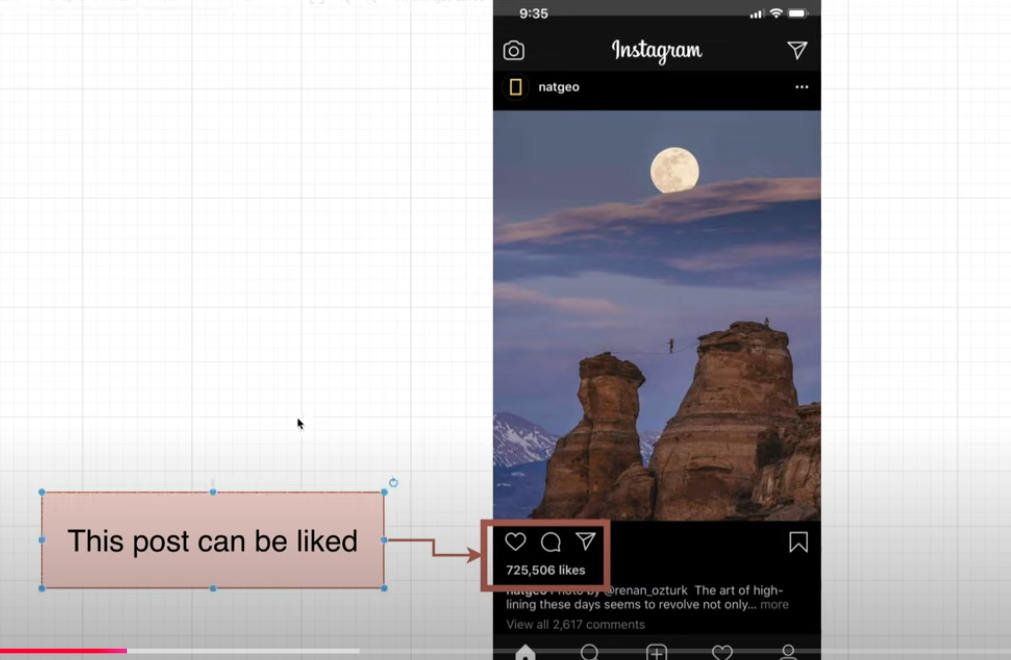 9:35
Instagram
natgeo
This post can be liked
725,506 likes
natgeo Photo by @renan_ozturk The art of high-
lining these days seems to revolve not only... more
View all 2,617 comments